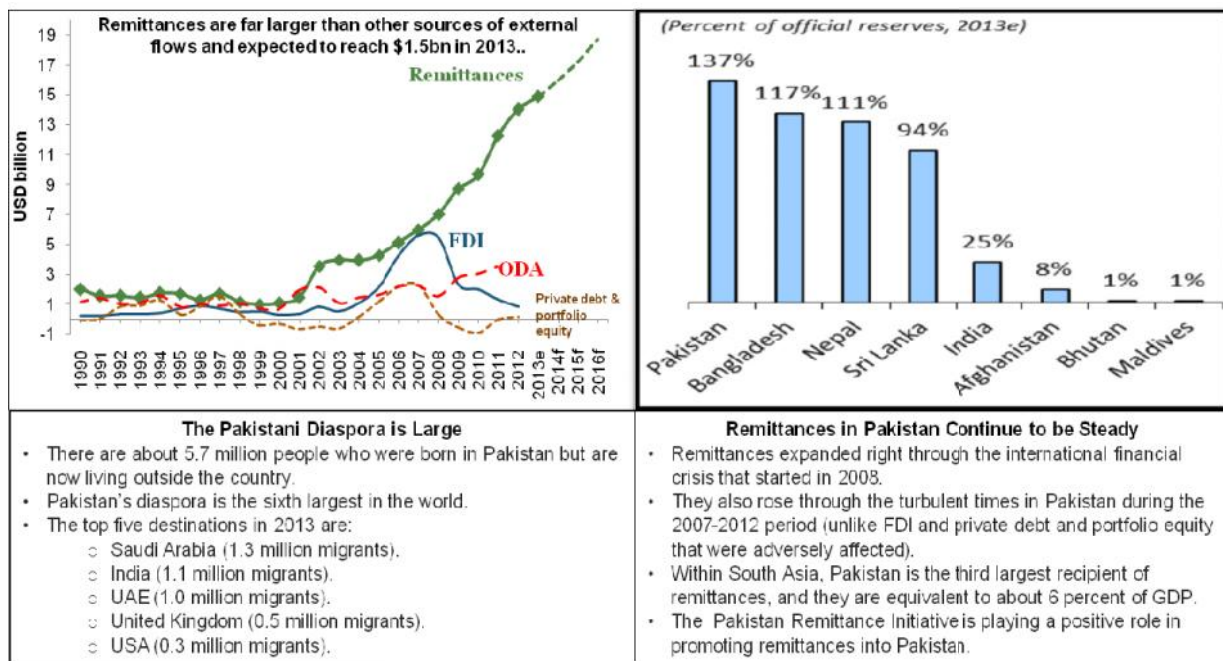 Remittances are far larger than other sources of external
flows and expected to reach $1.5bn in 2013..
USD billion
19
17
15
13
11
9
7
5
3
1
-1
Remittances
FDI
ODA
Private debt &
portfolio
equity
1990
1991
1992
1993
1994
1995
1996
1997
1998
1999
2000
2001
2002
2003
2004
2005
2006
2007
2008
2009
2010
2011
2012
2013e
2014f
2015f
2016f
(Percent of official reserves, 2013e)
137%
117%
111%
94%
25%
8%
1%
1%
Pakistan
Bangladesh
Nepal
Sri Lanka
India
Afghanistan
Bhutan
Maldives
The Pakistani Diaspora is Large
• There are about 5.7 million people who were born in Pakistan but are
now living outside the country.
• Pakistan's diaspora is the sixth largest in the world.
• The top five destinations in 2013 are:
o Saudi Arabia (1.3 million migrants).
o India (1.1 million migrants).
o UAE (1.0 million migrants).
o United Kingdom (0.5 million migrants).
o USA (0.3 million migrants).
Remittances in Pakistan Continue to be Steady
• Remittances expanded right through the international financial
crisis that started in 2008.
• They also rose through the turbulent times in Pakistan during the
2007-2012 period (unlike FDI and private debt and portfolio equity
that were adversely affected).
• Within South Asia, Pakistan is the third largest recipient of
remittances, and they are equivalent to about 6 percent of GDP.
• The Pakistan Remittance Initiative is playing a positive role in
promoting remittances into Pakistan.